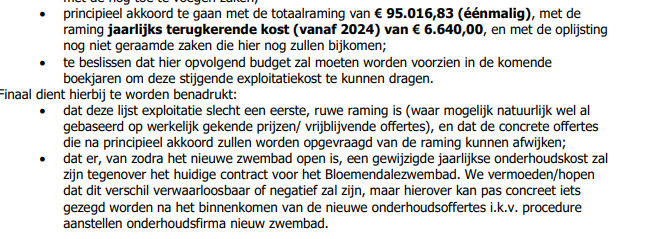 met de nog toe te voegen zaken;
• principieel akkoord te gaan met de totaalraming van € 95.016,83 (éénmalig), met de
raming jaarlijks terugkerende kost (vanaf 2024) van € 6.640,00, en met de oplijsting
nog niet geraamde zaken die hier nog zullen bijkomen;
• te beslissen dat hier opvolgend budget zal moeten worden voorzien in de komende
boekjaren om deze stijgende exploitatiekost te kunnen dragen.
Finaal dient hierbij te worden benadrukt:
• dat deze lijst exploitatie slecht een eerste, ruwe raming is (waar mogelijk natuurlijk wel al
gebaseerd op werkelijk gekende prijzen/ vrijblijvende offertes), en dat de concrete offertes
die na principieel akkoord zullen worden opgevraagd van de raming kunnen afwijken;
• dat er, van zodra het nieuwe zwembad open is, een gewijzigde jaarlijkse onderhoudskost zal
zijn tegenover het huidige contract voor het Bloemendalezwembad. We vermoeden/hopen
dat dit verschil verwaarloosbaar of negatief zal zijn, maar hierover kan pas concreet iets
gezegd worden na het binnenkomen van de nieuwe onderhoudsoffertes i.k.v. procedure
aanstellen onderhoudsfirma nieuw zwembad.